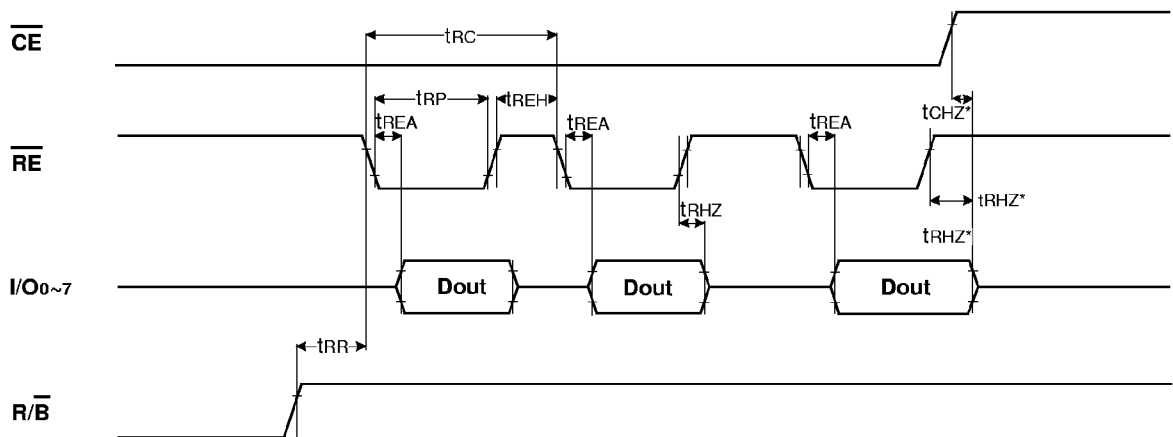 CE
tRC
tRP
tREH
tCHZ*
tREA
tREA
tREA
RE
tRHZ
tRHZ*
tRHZ*
I/O0~7
Dout
Dout
Dout
tRR
R/B